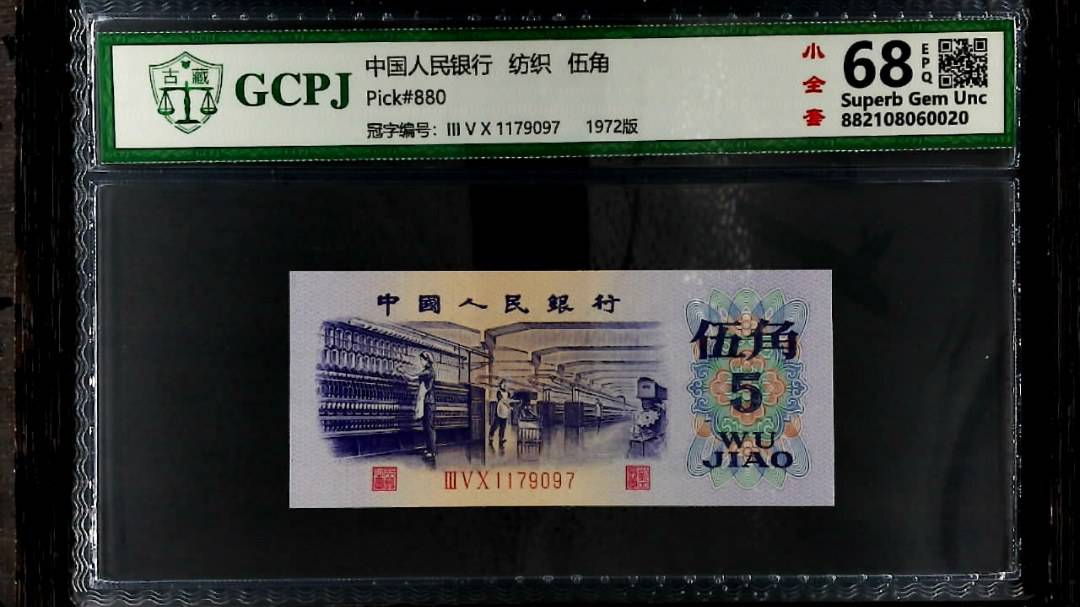 古藏
GCPJ
中国人民银行 纺织 伍角
Pick#880
冠字编号: III V X 1179097 1972版
小全套
68 EPQ
Superb Gem Unc
882108060020
中國人民銀行
伍角
5
WU
JIAO
III V X 1179097